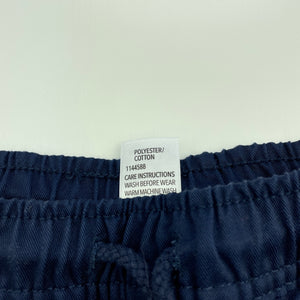 POLYESTER/
COTTON
1144588
CARE INSTRUCTIONS
WASH BEFORE WEAR
WARM MACHINE WASH